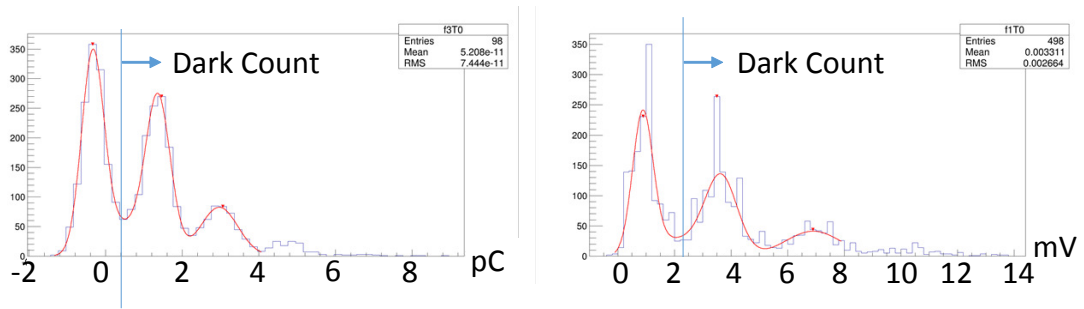 f3T0
Entries 98
Mean 5.208e-11
RMS 7.444e-11
Dark Count
350
300
250
200
150
100
50
0
-2 0 2 4 6 8 pC
f1T0
Entries 498
Mean 0.003311
RMS 0.002664
Dark Count
350
300
250
200
150
100
50
0
0 2 4 6 8 10 12 14 mV